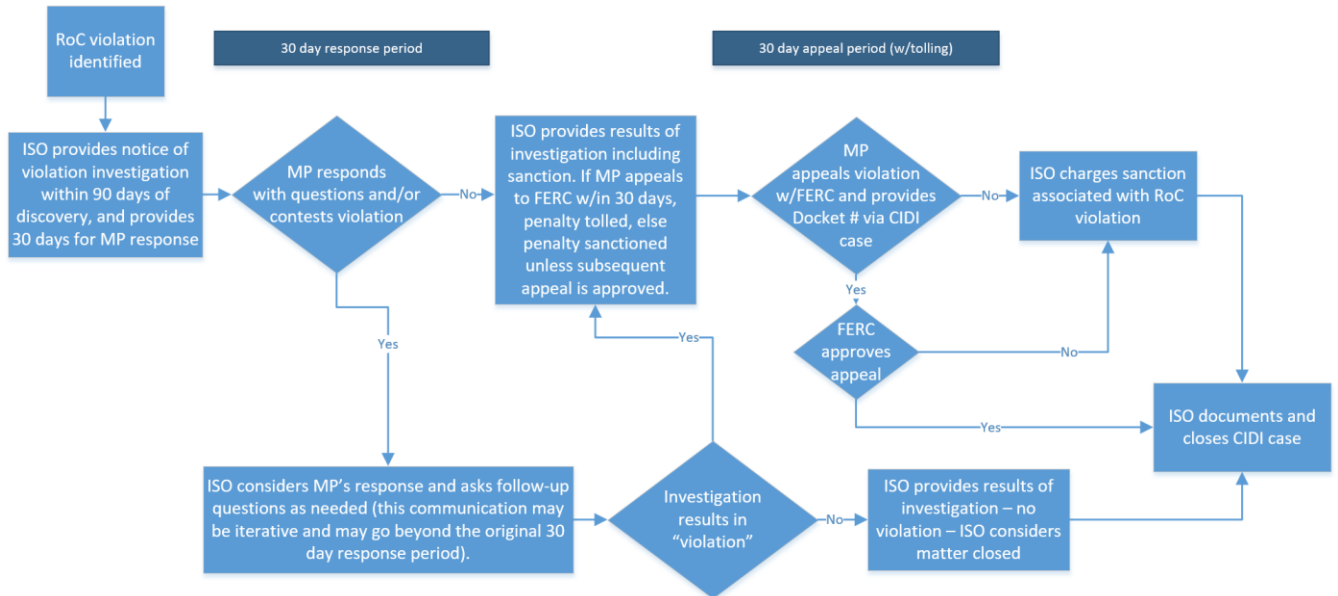 RoC violation
identified
30 day response period
30 day appeal period (w/tolling)
ISO provides notice of
violation investigation
within 90 days of
discovery, and provides
30 days for MP response
MP responds
with questions and/or
contests violation
No
ISO provides results of
investigation including
sanction. If MP appeals
to FERC w/in 30 days,
penalty tolled, else
penalty sanctioned
unless subsequent
appeal is approved.
MP
appeals violation
w/FERC and provides
Docket # via CIDI
case
No
ISO charges sanction
associated with RoC
violation
Yes
FERC
approves
appeal
No
Yes
Yes
Yes
ISO documents and
closes CIDI case
ISO considers MP’s response and asks follow-up
questions as needed (this communication may
be iterative and may go beyond the original 30
day response period).
Investigation
results in
“violation”
No
ISO provides results of
investigation – no
violation – ISO considers
matter closed